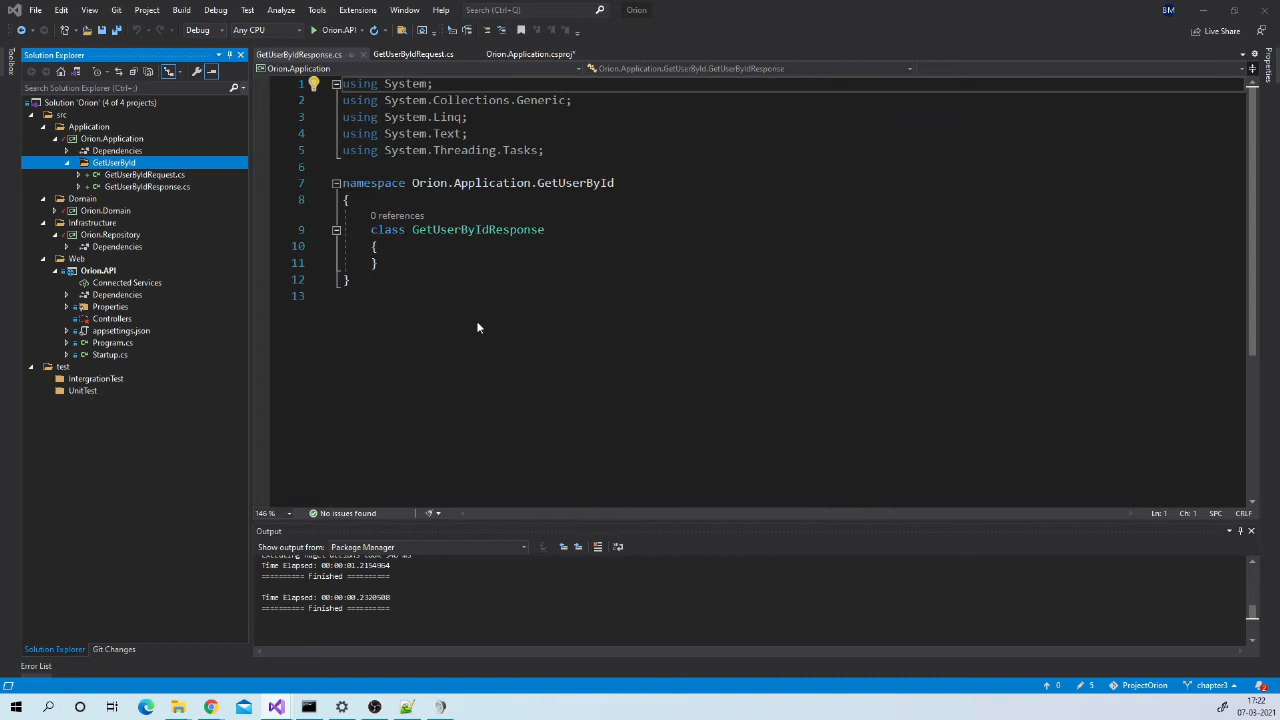 File Edit View Git Project Build Debug Test Analyze Tools Extensions Window Help Search (Ctrl+Q) Orion BM
Debug Any CPU Orion.API Live Share
Toolbox
Solution Explorer
Search Solution Explorer (Ctrl+;)
Solution 'Orion' (4 of 4 projects)
src
Application
Orion.Application
Dependencies
GetUserById
GetUserByIdRequest.cs
GetUserByIdResponse.cs
Domain
Orion.Domain
Infrastructure
Orion.Repository
Dependencies
Web
Orion.API
Connected Services
Dependencies
Properties
Controllers
appsettings.json
Program.cs
Startup.cs
test
IntergrationTest
UnitTest
Solution Explorer Git Changes
GetUserByIdResponse.cs GetUserByIdRequest.cs Orion.Application.csproj*
Orion.Application Orion.Application.GetUserById.GetUserByIdResponse
1 using System;
2 using System.Collections.Generic;
3 using System.Linq;
4 using System.Text;
5 using System.Threading.Tasks;
6
7 namespace Orion.Application.GetUserById
8 {
0 references
9 class GetUserByIdResponse
10 {
11 }
12 }
13
146 % No issues found Ln: 1 Ch: 1 SPC CRLF
Output
Show output from: Package Manager
Time Elapsed: 00:00:01.2154964
========== Finished ==========
Time Elapsed: 00:00:00.2320508
========== Finished ==========
Properties
Error List
0 5 ProjectOrion chapter3 2
17:22
07-03-2021 2